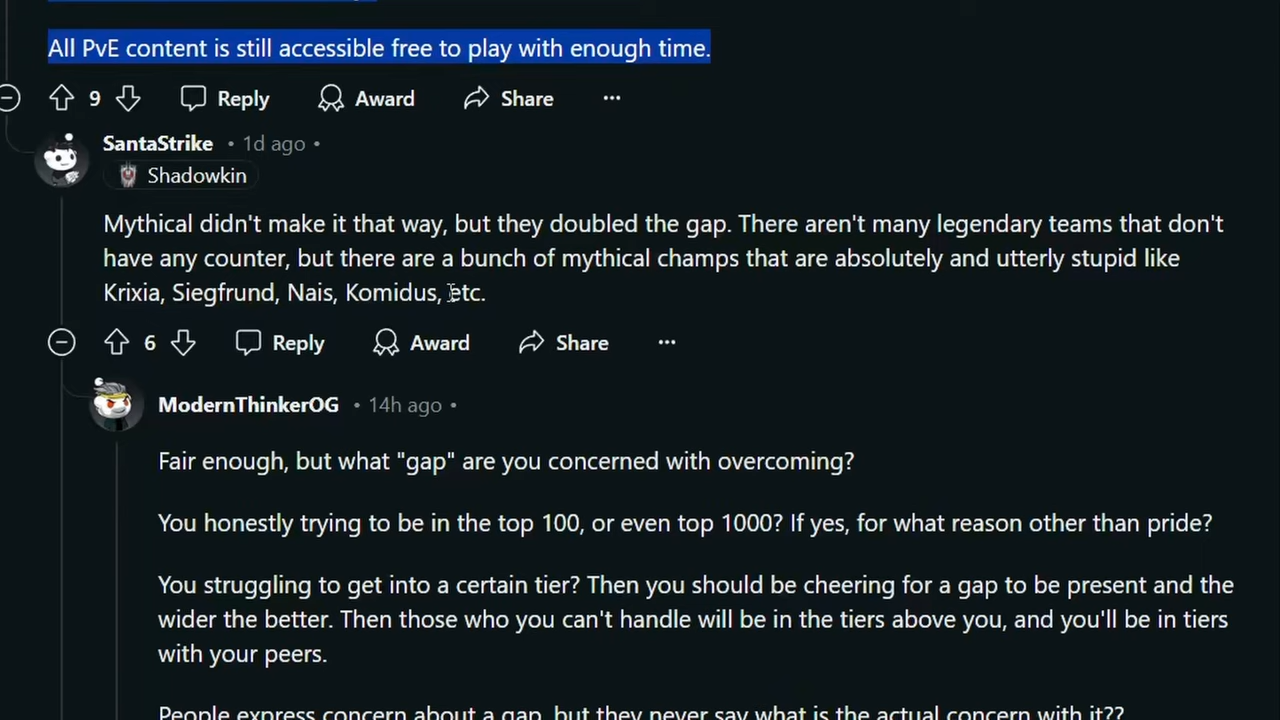 All PvE content is still accessible free to play with enough time.
9 Reply Award Share ...
SantaStrike • 1d ago •
Shadowkin
Mythical didn't make it that way, but they doubled the gap. There aren't many legendary teams that don't
have any counter, but there are a bunch of mythical champs that are absolutely and utterly stupid like
Krixia, Siegfrund, Nais, Komidus, etc.
6 Reply Award Share ...
ModernThinkerOG • 14h ago •
Fair enough, but what "gap" are you concerned with overcoming?
You honestly trying to be in the top 100, or even top 1000? If yes, for what reason other than pride?
You struggling to get into a certain tier? Then you should be cheering for a gap to be present and the
wider the better. Then those who you can't handle will be in the tiers above you, and you'll be in tiers
with your peers.
People express concern about a gap, but they never say what is the actual concern with it??